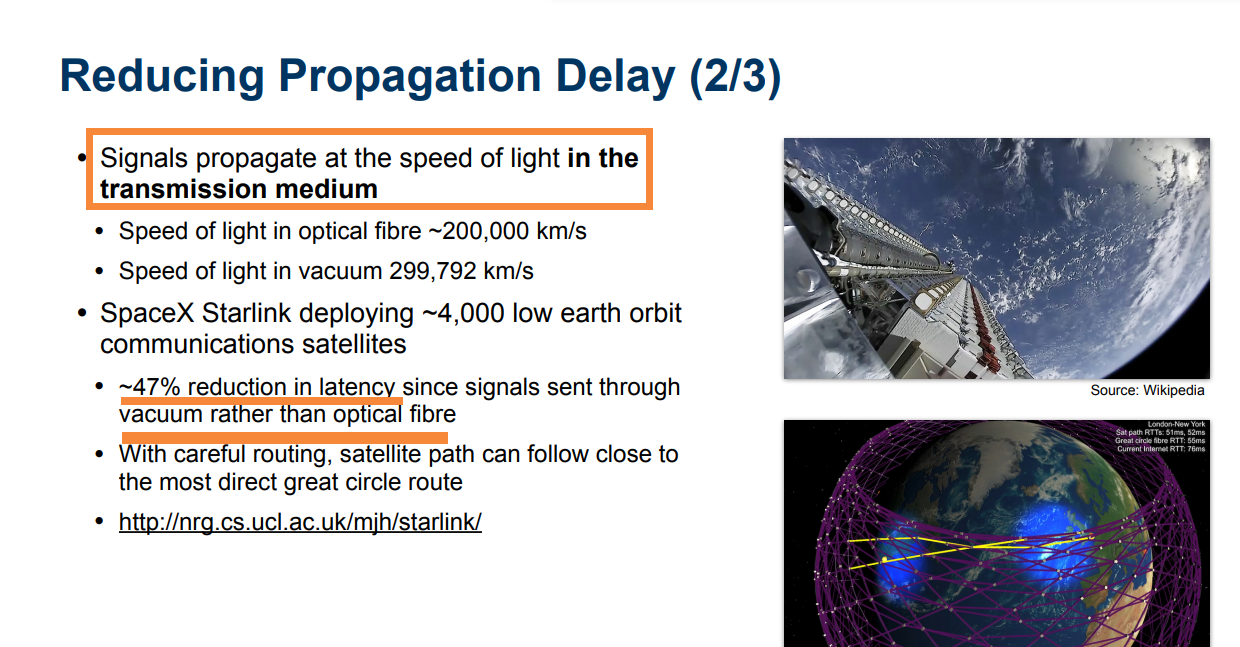 Reducing Propagation Delay (2/3)
• Signals propagate at the speed of light in the
transmission medium
• Speed of light in optical fibre ~200,000 km/s
• Speed of light in vacuum 299,792 km/s
• SpaceX Starlink deploying ~4,000 low earth orbit
communications satellites
• ~47% reduction in latency since signals sent through
vacuum rather than optical fibre
• With careful routing, satellite path can follow close to
the most direct great circle route
• http://nrg.cs.ucl.ac.uk/mjh/starlink/
Source: Wikipedia
London-New York
Sat path RTTs: 51ms, 52ms
Great circle fibre RTT: 55ms
Current Internet RTT: 76ms